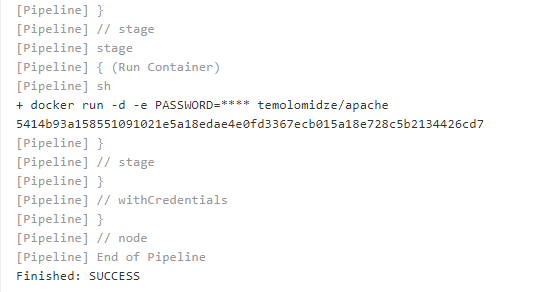 [Pipeline] }
[Pipeline] // stage
[Pipeline] stage
[Pipeline] { (Run Container)
[Pipeline] sh
+ docker run -d -e PASSWORD=**** temolomidze/apache
5414b93a158551091021e5a18edae4e0fd3367ecb015a18e728c5b2134426cd7
[Pipeline] }
[Pipeline] // stage
[Pipeline] }
[Pipeline] // withCredentials
[Pipeline] }
[Pipeline] // node
[Pipeline] End of Pipeline
Finished: SUCCESS